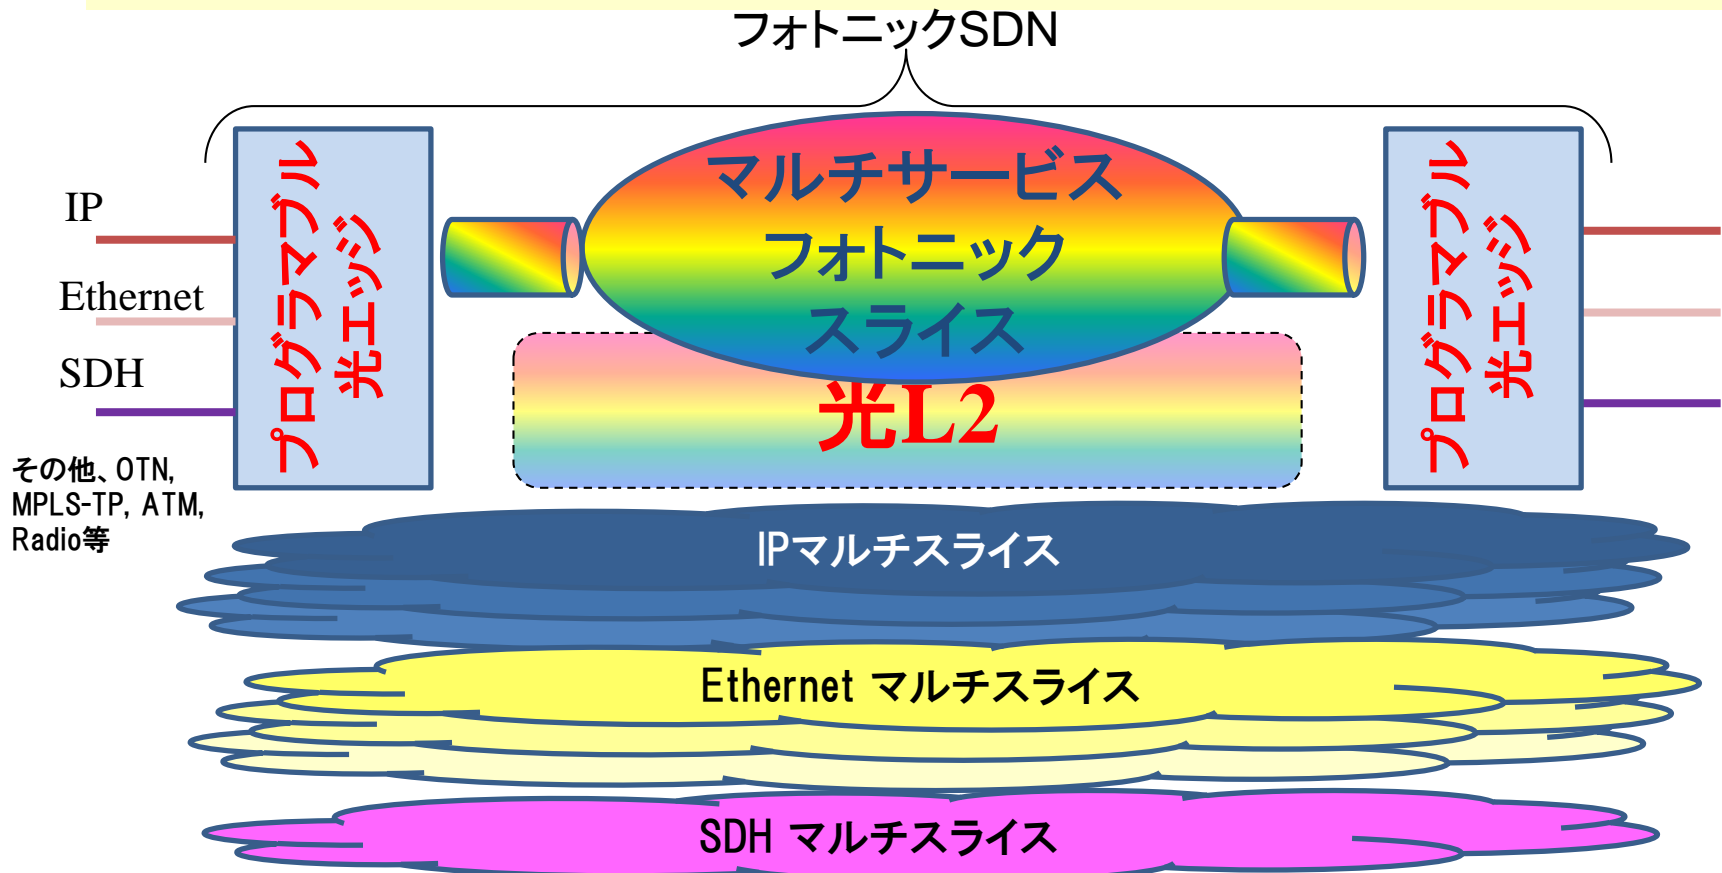 フォトニックSDN
プログラマブル
光エッジ
マルチサービス
フォトニック
スライス
プログラマブル
光エッジ
IP
Ethernet
SDH
光L2
その他、OTN,
MPLS-TP, ATM,
Radio等
IPマルチスライス
Ethernet マルチスライス
SDH マルチスライス